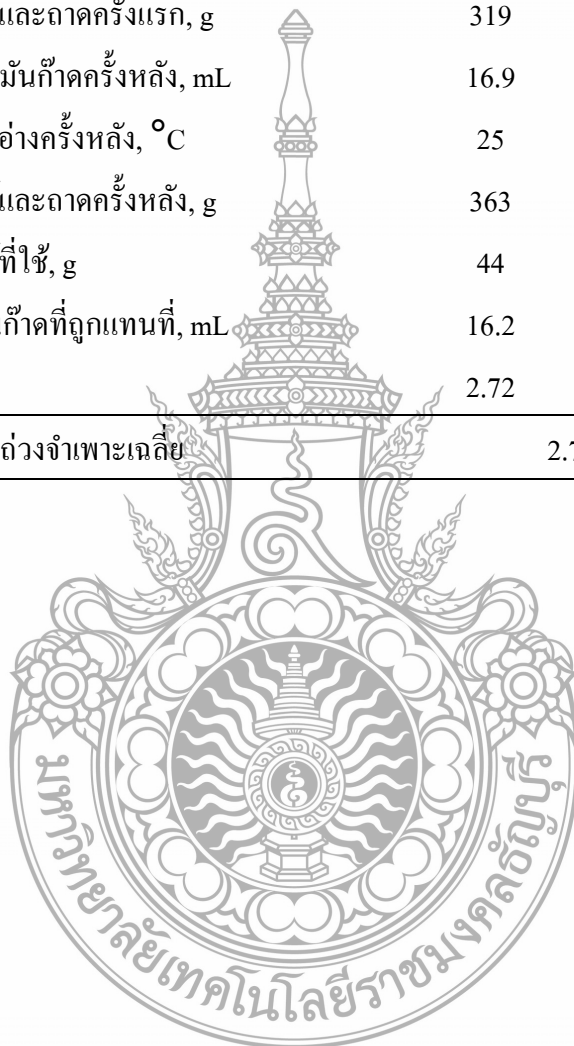 และถาดครั้งแรก, g 319
มันก๊าดครั้งหลัง, mL 16.9
อ่างครั้งหลัง, °C 25
และถาดครั้งหลัง, g 363
ที่ใช้, g 44
ก๊าดที่ถูกแทนที่, mL 16.2
2.72
ถ่วงจำเพาะเฉลี่ย 2.7
มหาวิทยาลัยเทคโนโลยีราชมงคลธัญบุรี